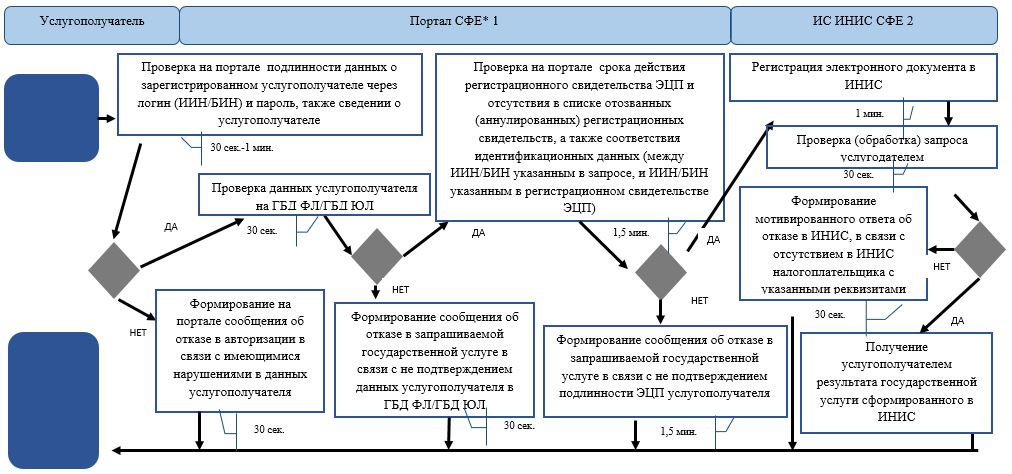 Услугополучатель
Портал СФЕ* 1
ИС ИНИС СФЕ 2
Проверка на портале подлинности данных о
зарегистрированном услугополучателе через
логин (ИИН/БИН) и пароль, также сведении о
услугополучателе
30 сек.-1 мин.
Проверка данных услугополучателя
на ГБД ФЛ/ГБД ЮЛ
30 сек.
ДА
НЕТ
Формирование на
портале сообщения об
отказе в авторизации в
связи с имеющимися
нарушениями в данных
услугополучателя
30 сек.
Проверка на портале срока действия
регистрационного свидетельства ЭЦП и
отсутствия в списке отозванных
(аннулированных) регистрационных
свидетельств, а также соответствия
идентификационных данных (между
ИИН/БИН указанным в запросе, и ИИН/БИН
указанным в регистрационном свидетельстве
ЭЦП)
1,5 мин.
ДА
НЕТ
Формирование сообщения об
отказе в запрашиваемой
государственной услуге в
связи с не подтверждением
данных услугополучателя в
ГБД ФЛ/ГБД ЮЛ
30 сек.
ДА
НЕТ
Формирование сообщения об отказе в
запрашиваемой государственной
услуге в связи с не подтверждением
подлинности ЭЦП услугополучателя
1,5 мин.
Регистрация электронного документа в
ИНИС
1 мин.
Проверка (обработка) запроса
услугодателем
30 сек.
Формирование
мотивированного ответа об
отказе в ИНИС, в связи с
отсутствием в ИНИС
налогоплательщика с
указанными реквизитами
30 сек.
НЕТ
ДА
Получение
услугополучателем
результата государственной
услуги сформированного в
ИНИС